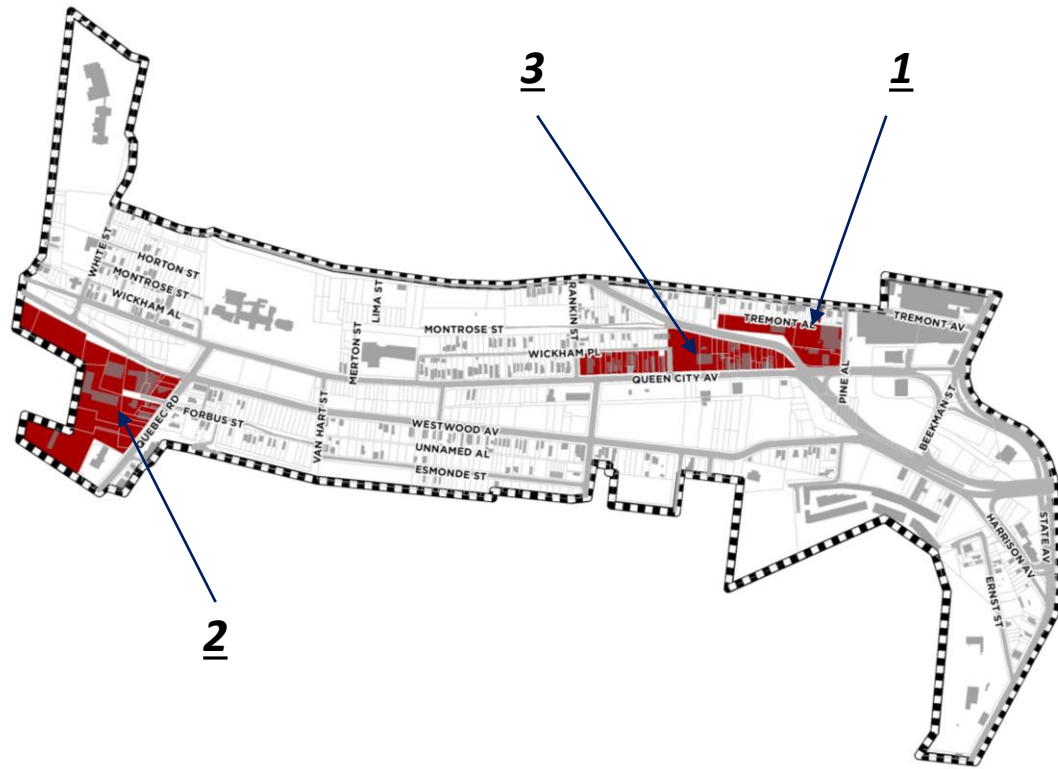 3
1
WHITE ST
HORTON ST
MONTROSE ST
WICKHAM AL
LIMA ST
RANKIN ST
TREMONT AL
TREMONT AV
MONTROSE ST
MERTON ST
WICKHAM PL
QUEEN CITY AV
PINE AL
BEEKMAN ST
QUEBEC RD
FORBUS ST
VAN HART ST
WESTWOOD AV
UNNAMED AL
ESMONDE ST
HARRISON AV
STATE AV
ERNST ST
2